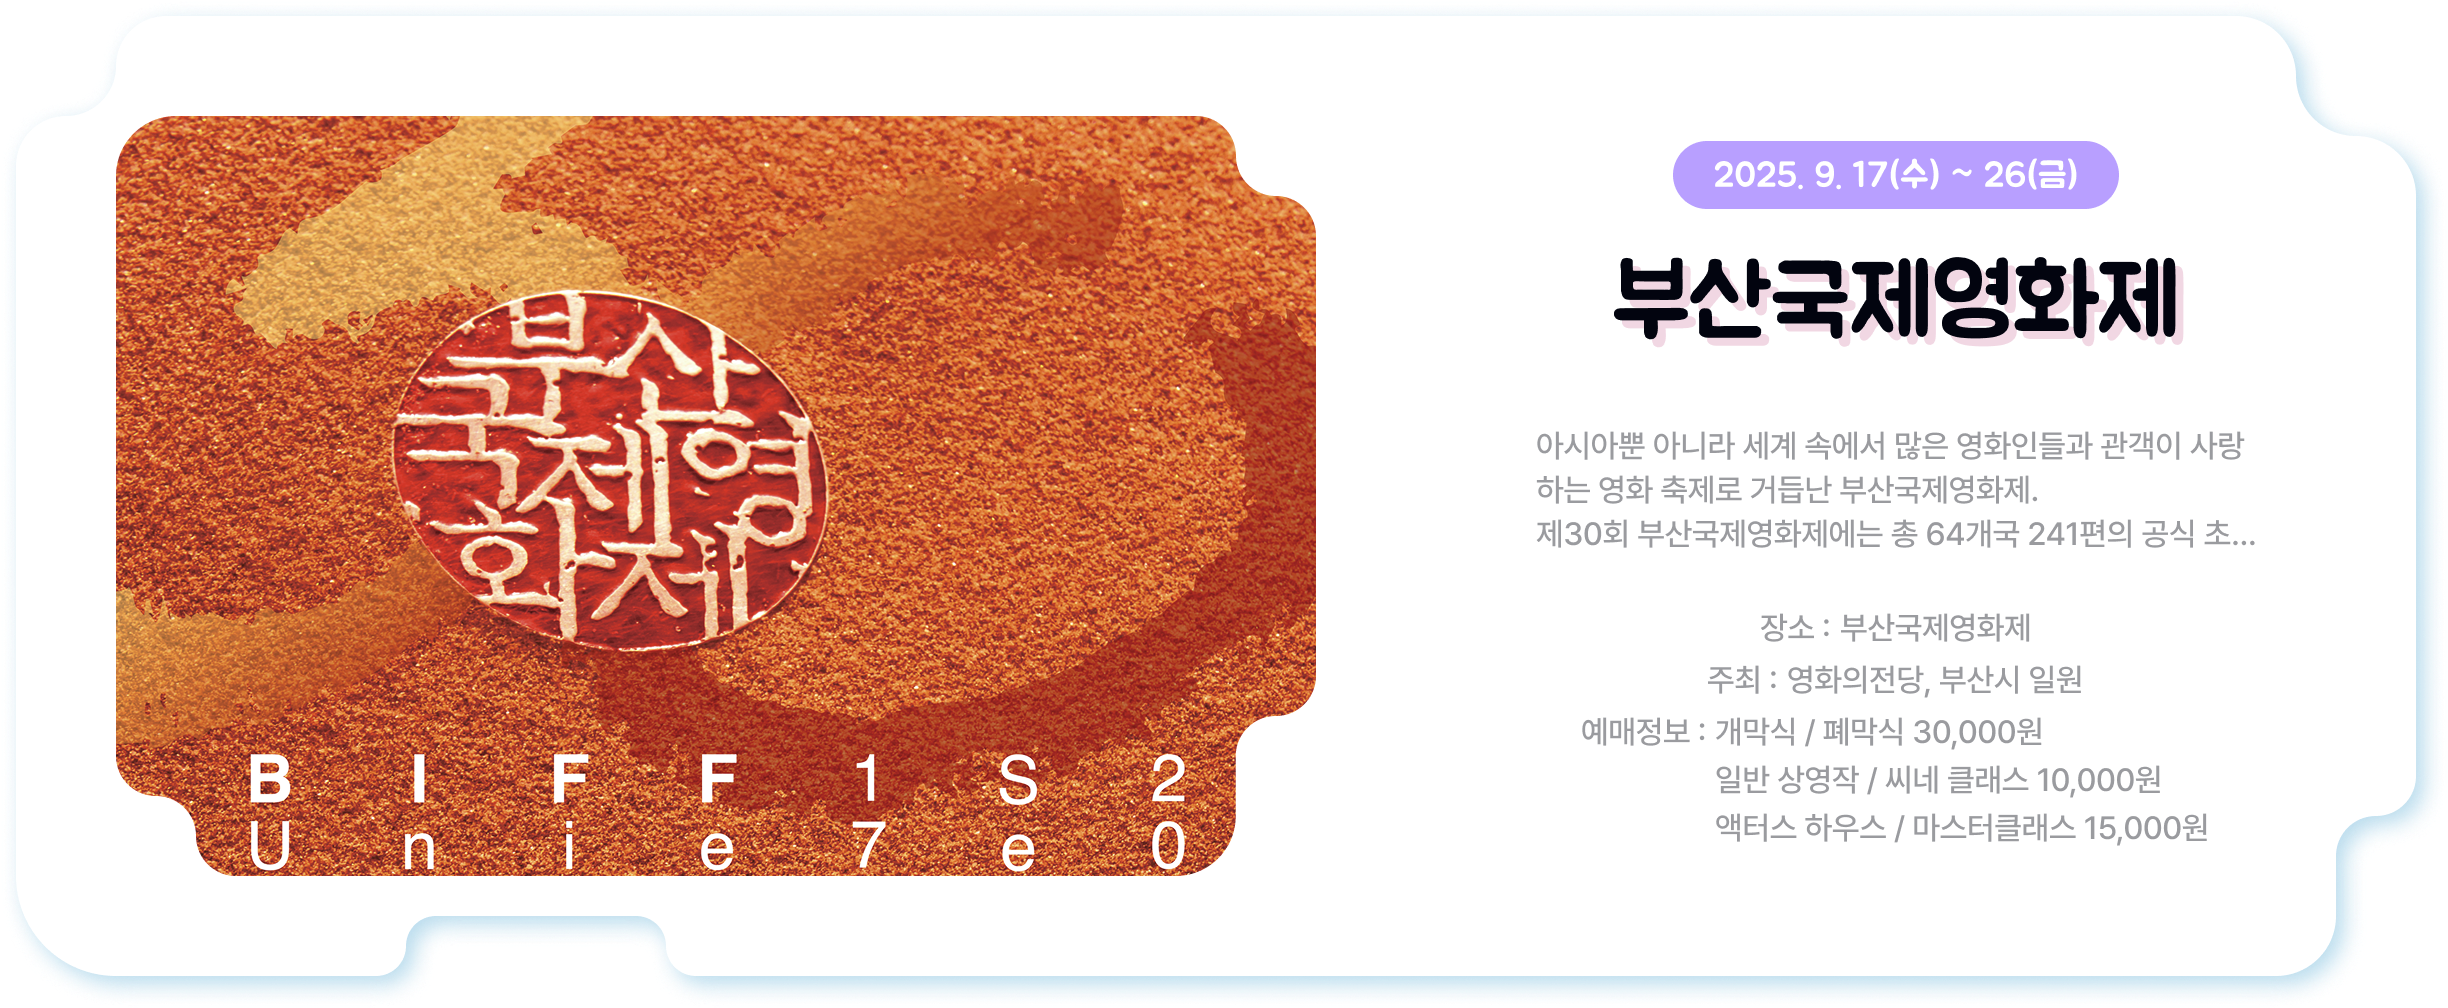 부산
국제영
화제
B I F F 1 S 2
U n i e 7 e 0
2025. 9. 17(수) ~ 26(금)
부산국제영화제
아시아뿐 아니라 세계 속에서 많은 영화인들과 관객이 사랑
하는 영화 축제로 거듭난 부산국제영화제.
제30회 부산국제영화제에는 총 64개국 241편의 공식 초...
장소 : 부산국제영화제
주최 : 영화의전당, 부산시 일원
예매정보 : 개막식 / 폐막식 30,000원
일반 상영작 / 씨네 클래스 10,000원
액터스 하우스 / 마스터클래스 15,000원